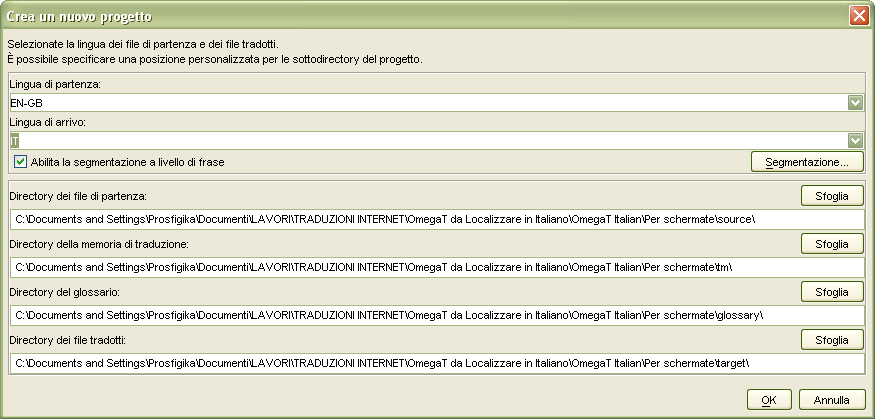 Crea un nuovo progetto
Selezionate la lingua dei file di partenza e dei file tradotti.
È possibile specificare una posizione personalizzata per le sottodirectory del progetto.
Lingua di partenza:
EN-GB
Lingua di arrivo:
IT
Abilita la segmentazione a livello di frase
Segmentazione...
Directory dei file di partenza:
Sfoglia
C:\Documents and Settings\Prosfigika\Documenti\LAVORI\TRADUZIONI INTERNET\OmegaT da Localizzare in Italiano\OmegaT Italian\Per schermate\source\
Directory della memoria di traduzione:
Sfoglia
C:\Documents and Settings\Prosfigika\Documenti\LAVORI\TRADUZIONI INTERNET\OmegaT da Localizzare in Italiano\OmegaT Italian\Per schermate\tm\
Directory del glossario:
Sfoglia
C:\Documents and Settings\Prosfigika\Documenti\LAVORI\TRADUZIONI INTERNET\OmegaT da Localizzare in Italiano\OmegaT Italian\Per schermate\glossary\
Directory dei file tradotti:
Sfoglia
C:\Documents and Settings\Prosfigika\Documenti\LAVORI\TRADUZIONI INTERNET\OmegaT da Localizzare in Italiano\OmegaT Italian\Per schermate\target\
OK
Annulla